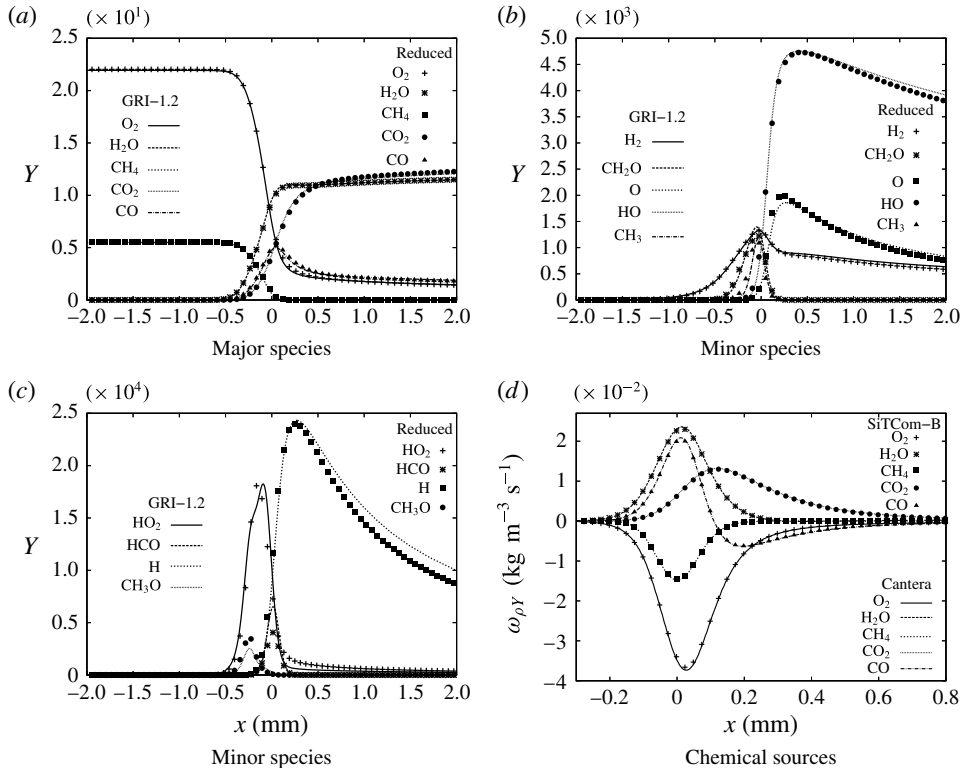 (a)
(× 10¹)
2.5
2.0
1.5
1.0
0.5
0
Y
GRI−1.2
O₂
H₂O
CH₄
CO₂
CO
Reduced
O₂
H₂O
CH₄
CO₂
CO
−2.0 −1.5 −1.0 −0.5 0 0.5 1.0 1.5 2.0
Major species
(b)
(× 10³)
5.0
4.5
4.0
3.5
3.0
2.5
2.0
1.5
1.0
0.5
0
Y
GRI−1.2
H₂
CH₂O
O
HO
CH₃
Reduced
H₂
CH₂O
O
HO
CH₃
−2.0 −1.5 −1.0 −0.5 0 0.5 1.0 1.5 2.0
Minor species
(c)
(× 10⁴)
2.5
2.0
1.5
1.0
0.5
0
Y
GRI−1.2
HO₂
HCO
H
CH₃O
Reduced
HO₂
HCO
H
CH₃O
−2.0 −1.5 −1.0 −0.5 0 0.5 1.0 1.5 2.0
x (mm)
Minor species
(d)
(× 10⁻²)
2
1
0
−1
−2
−3
−4
ω_ρY (kg m⁻³ s⁻¹)
SiTCom−B
O₂
H₂O
CH₄
CO₂
CO
Cantera
O₂
H₂O
CH₄
CO₂
CO
−0.2 0 0.2 0.4 0.6 0.8
x (mm)
Chemical sources